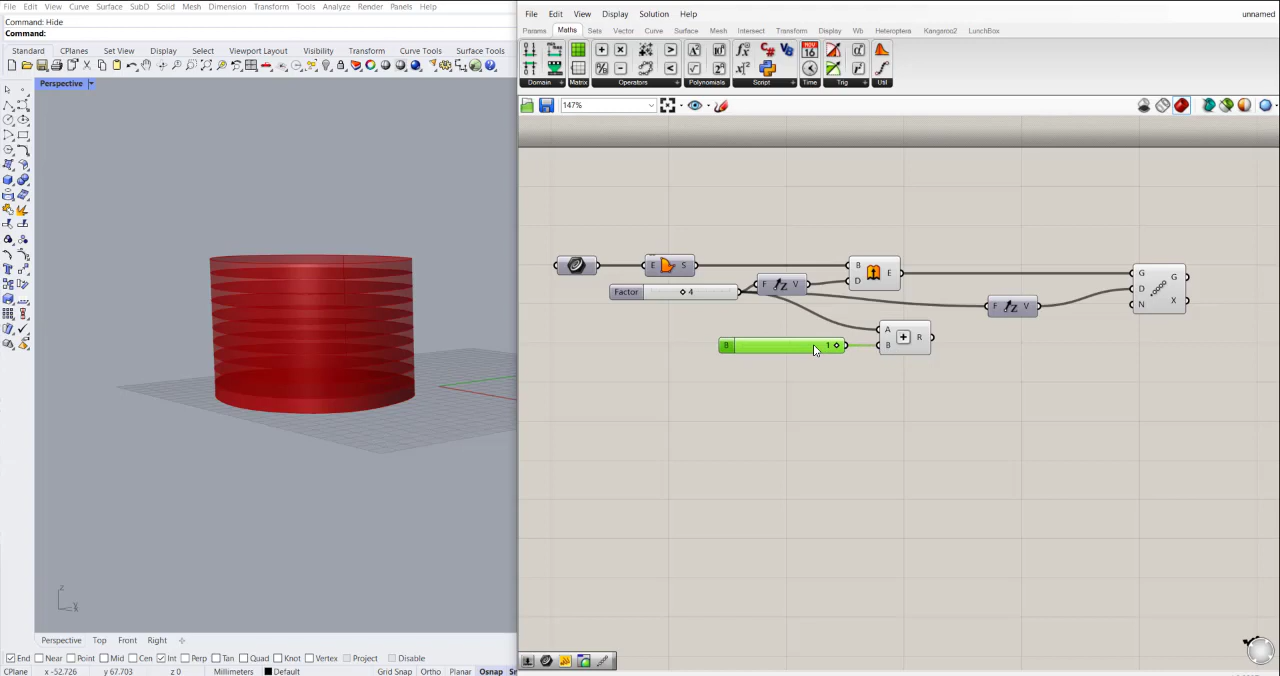 File Edit View Curve Surface SubD Solid Mesh Dimension Transform Tools Analyze Render Panels Help
Command: Hide
Command:
Standard CPlanes Set View Display Select Viewport Layout Visibility Transform Curve Tools Surface Tools
Perspective
z
x
y
Perspective Top Front Right
End Near Point Mid Cen Int Perp Tan Quad Knot Vertex Project Disable
CPlane x -52.726 y 67.703 z 0 Millimeters Default Grid Snap Ortho Planar Osnap
File Edit View Display Solution Help unnamed
Params Maths Sets Vector Curve Surface Mesh Intersect Transform Display Wb Heteroptera Kangaroo2 LunchBox
Domain Matrix Operators Polynomials Script Time Trig Util
147%
E S
B D E
Factor 4
F V
F V
G D N G X
A B R
B 1